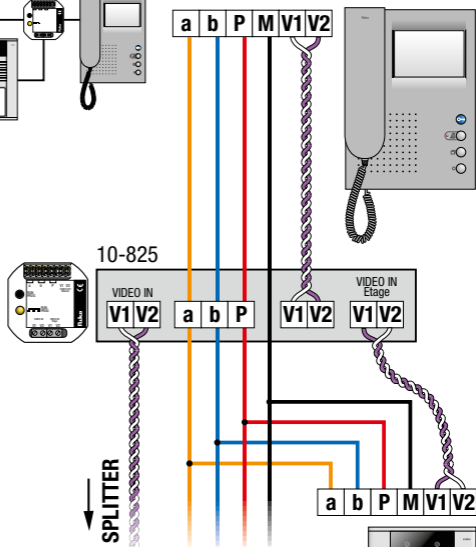 a b P M V1 V2
10-825
VIDEO IN
V1 V2
a b P
V1 V2
VIDEO IN
Etage
V1 V2
SPLITTER
a b P M V1 V2